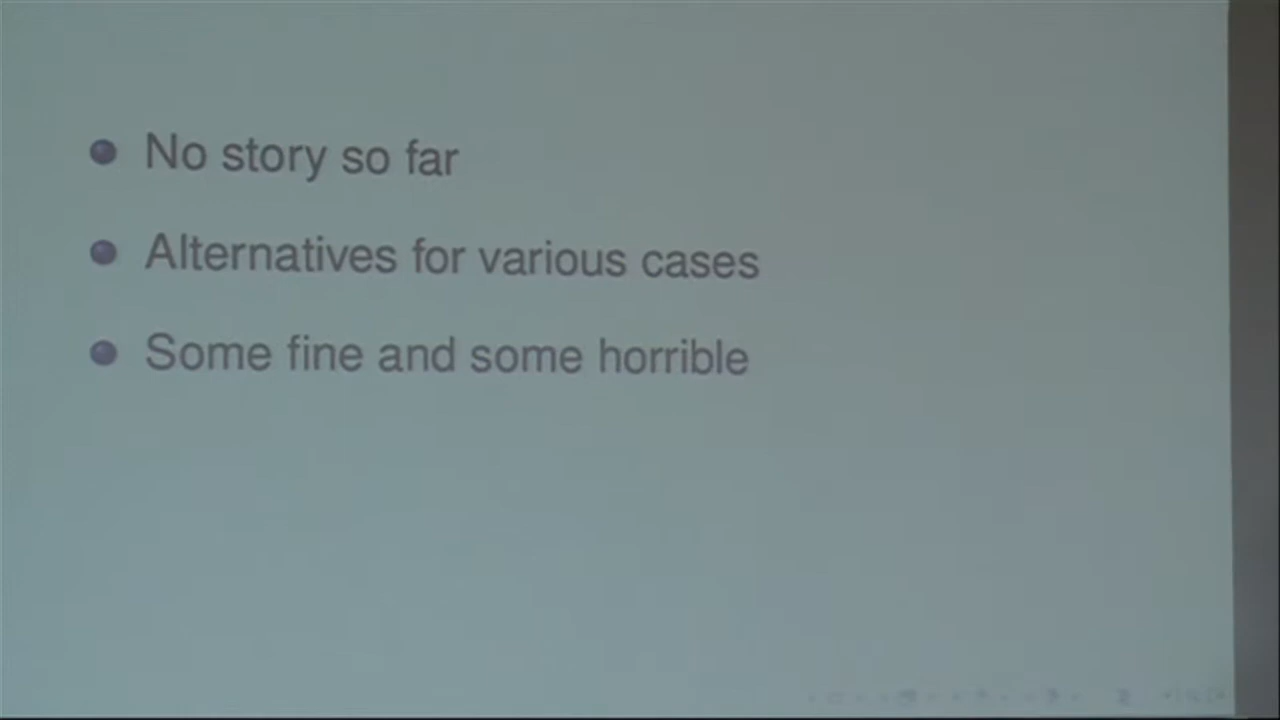 No story so far
Alternatives for various cases
Some fine and some horrible